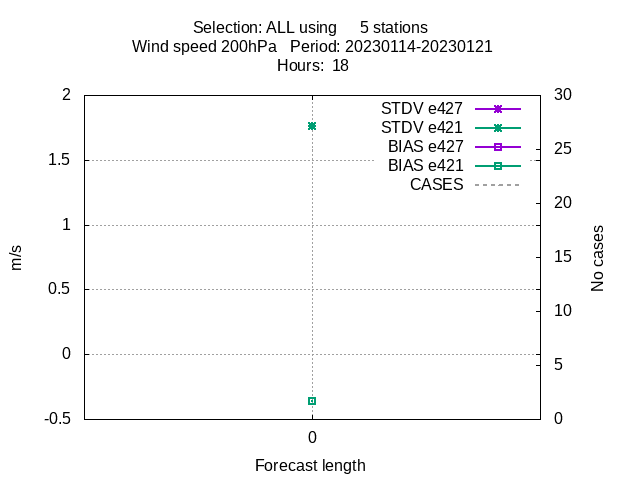 Selection: ALL using     5 stations
Wind speed 200hPa   Period: 20230114-20230121
Hours:  18
2
1.5
1
0.5
0
-0.5
m/s
30
25
20
15
10
5
0
No cases
STDV e427
STDV e421
BIAS e427
BIAS e421
CASES
0
Forecast length